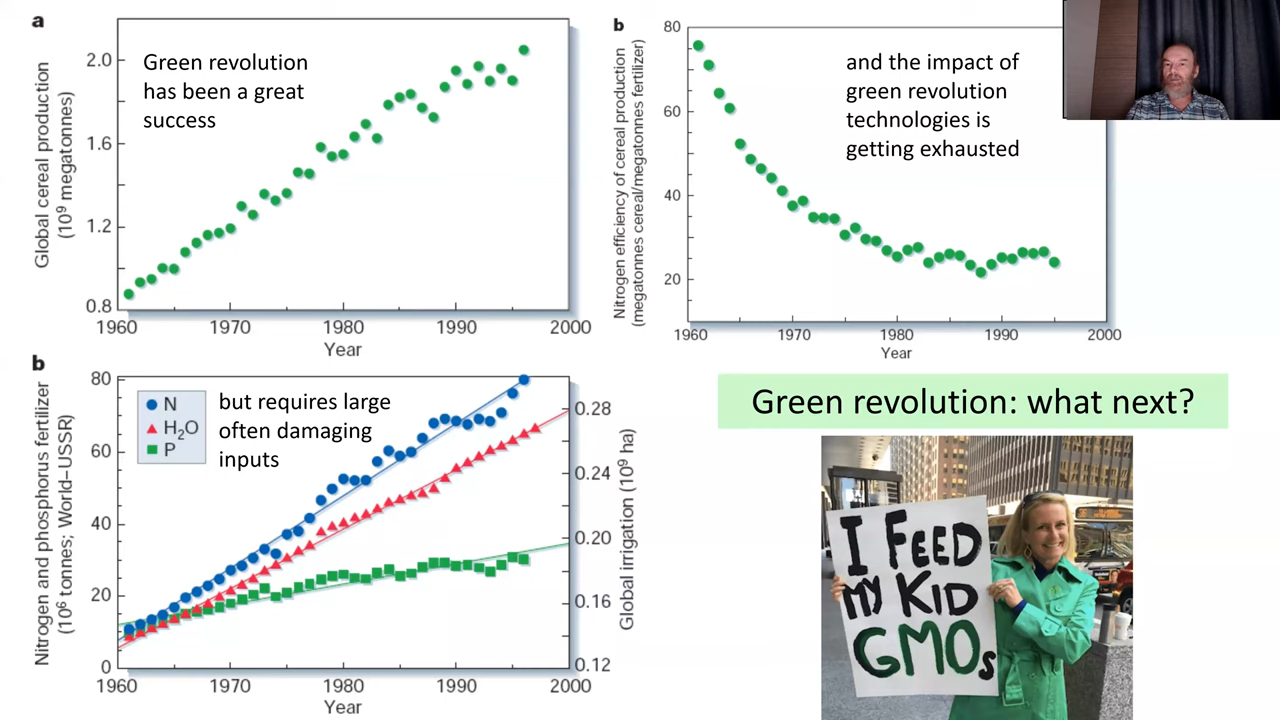 a
Global cereal production
(10⁹ megatonnes)
2.0
1.6
1.2
0.8
Green revolution
has been a great
success
1960
1970
1980
1990
2000
Year
b
Nitrogen efficiency of cereal production
(megatonnes cereal/megatonnes fertilizer)
80
60
40
20
and the impact of
green revolution
technologies is
getting exhausted
1960
1970
1980
1990
2000
Year
b
Nitrogen and phosphorus fertilizer
(10⁶ tonnes; World–USSR)
80
60
40
20
0
N
H₂O
P
but requires large
often damaging
inputs
0.28
0.24
0.20
0.16
0.12
Global irrigation (10⁹ ha)
1960
1970
1980
1990
2000
Year
Green revolution: what next?
I FEED
MY KID
GMOs